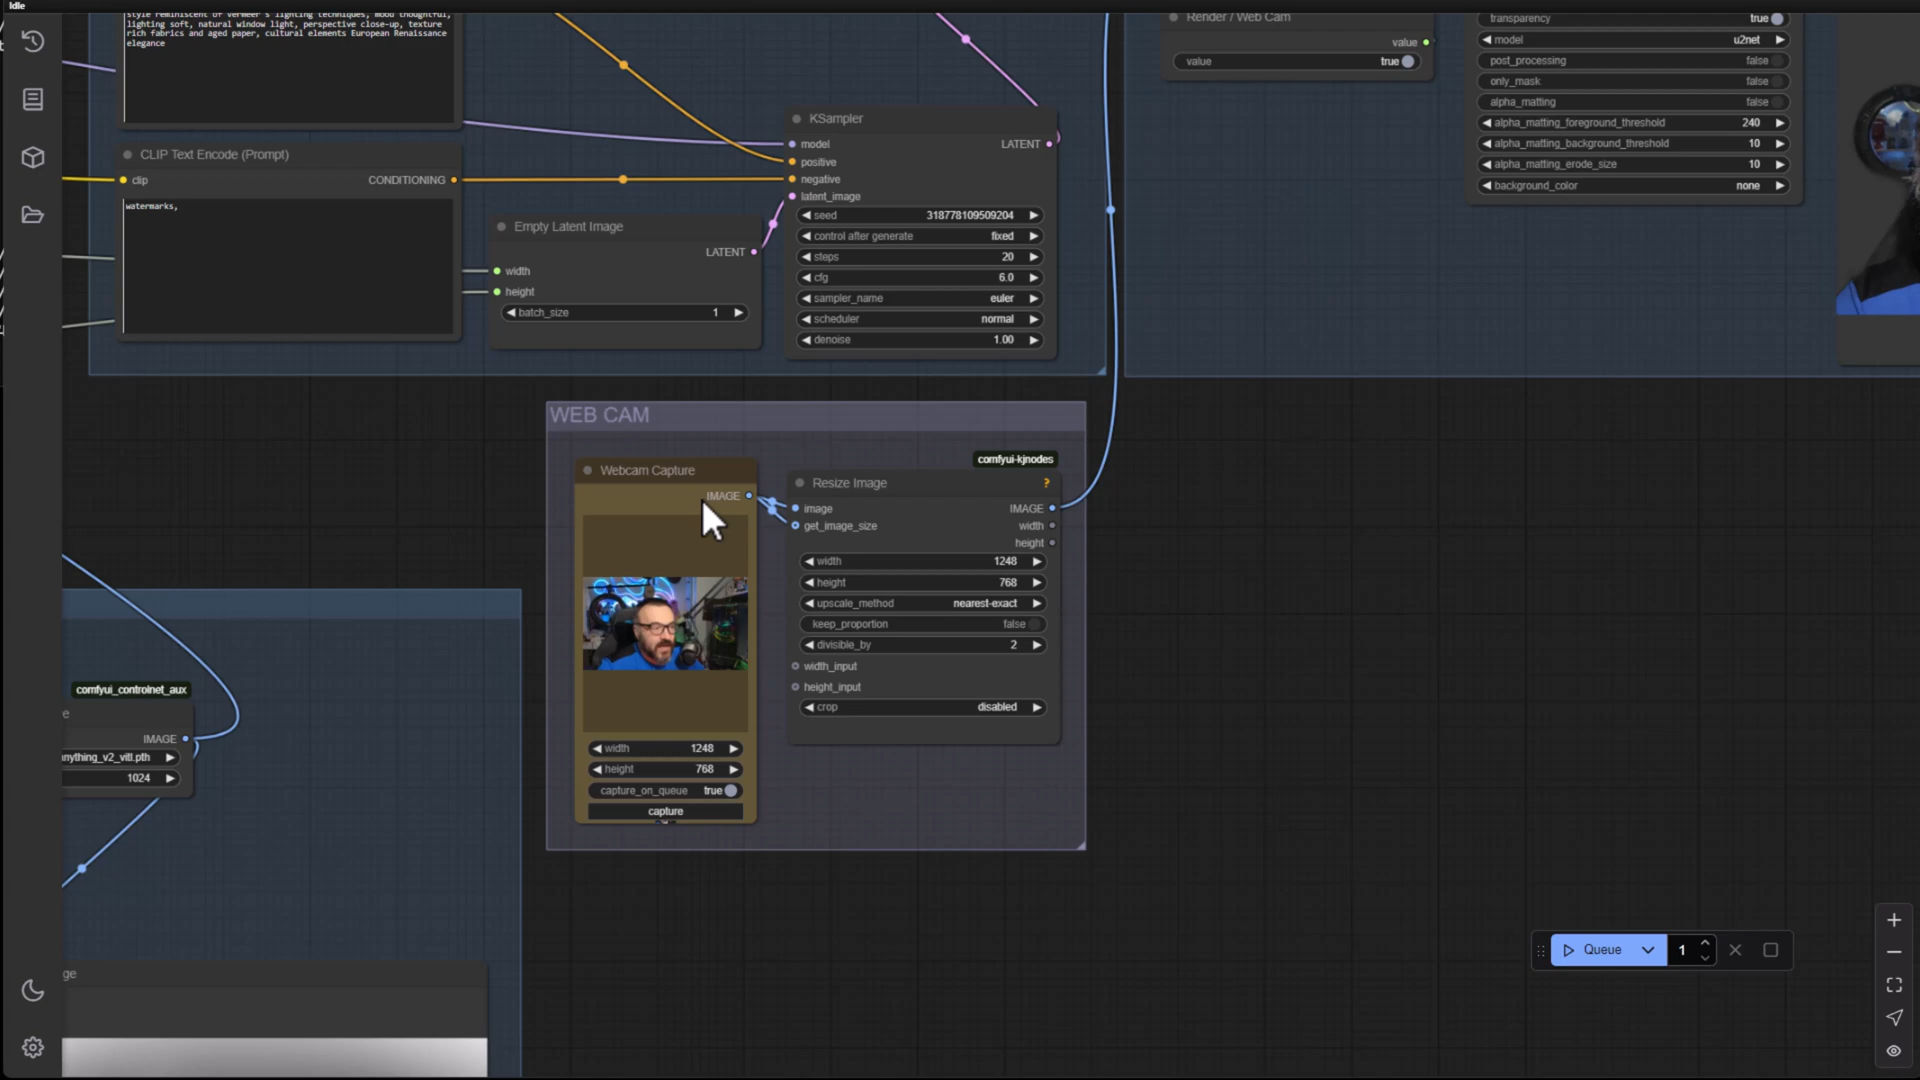 Idle
style reminiscent of Vermeer's lighting techniques, mood thoughtful,
lighting soft, natural window light, perspective close-up, texture
rich fabrics and aged paper, cultural elements European Renaissance
elegance
CLIP Text Encode (Prompt)
clip
CONDITIONING
watermarks,
Empty Latent Image
LATENT
width
height
batch_size 1
KSampler
model
LATENT
positive
negative
latent_image
seed 318778109509204
control after generate fixed
steps 20
cfg 6.0
sampler_name euler
scheduler normal
denoise 1.00
Render / Web Cam
value
value true
transparency true
model u2net
post_processing false
only_mask false
alpha_matting false
alpha_matting_foreground_threshold 240
alpha_matting_background_threshold 10
alpha_matting_erode_size 10
background_color none
WEB CAM
Webcam Capture
IMAGE
width 1248
height 768
capture_on_queue true
capture
comfyui-kjnodes
Resize Image ?
image IMAGE
get_image_size width
height
width 1248
height 768
upscale_method nearest-exact
keep_proportion false
divisible_by 2
width_input
height_input
crop disabled
comfyui_controlnet_aux
e
IMAGE
nything_v2_vitl.pth
1024
ge
Queue 1